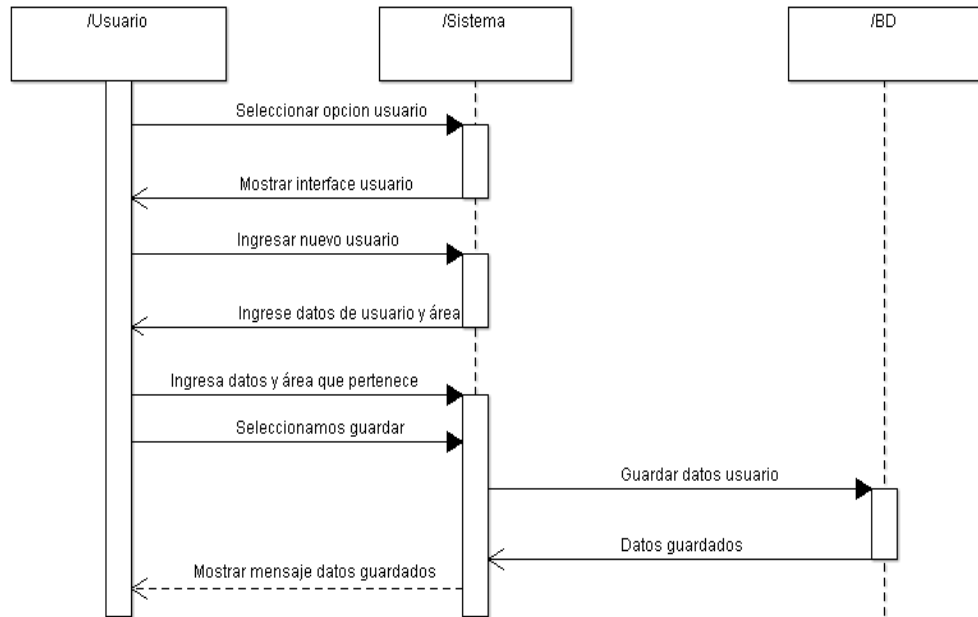 /Usuario
/Sistema
/BD
Seleccionar opcion usuario
Mostrar interface usuario
Ingresar nuevo usuario
Ingrese datos de usuario y área
Ingresa datos y área que pertenece
Seleccionamos guardar
Guardar datos usuario
Datos guardados
Mostrar mensaje datos guardados